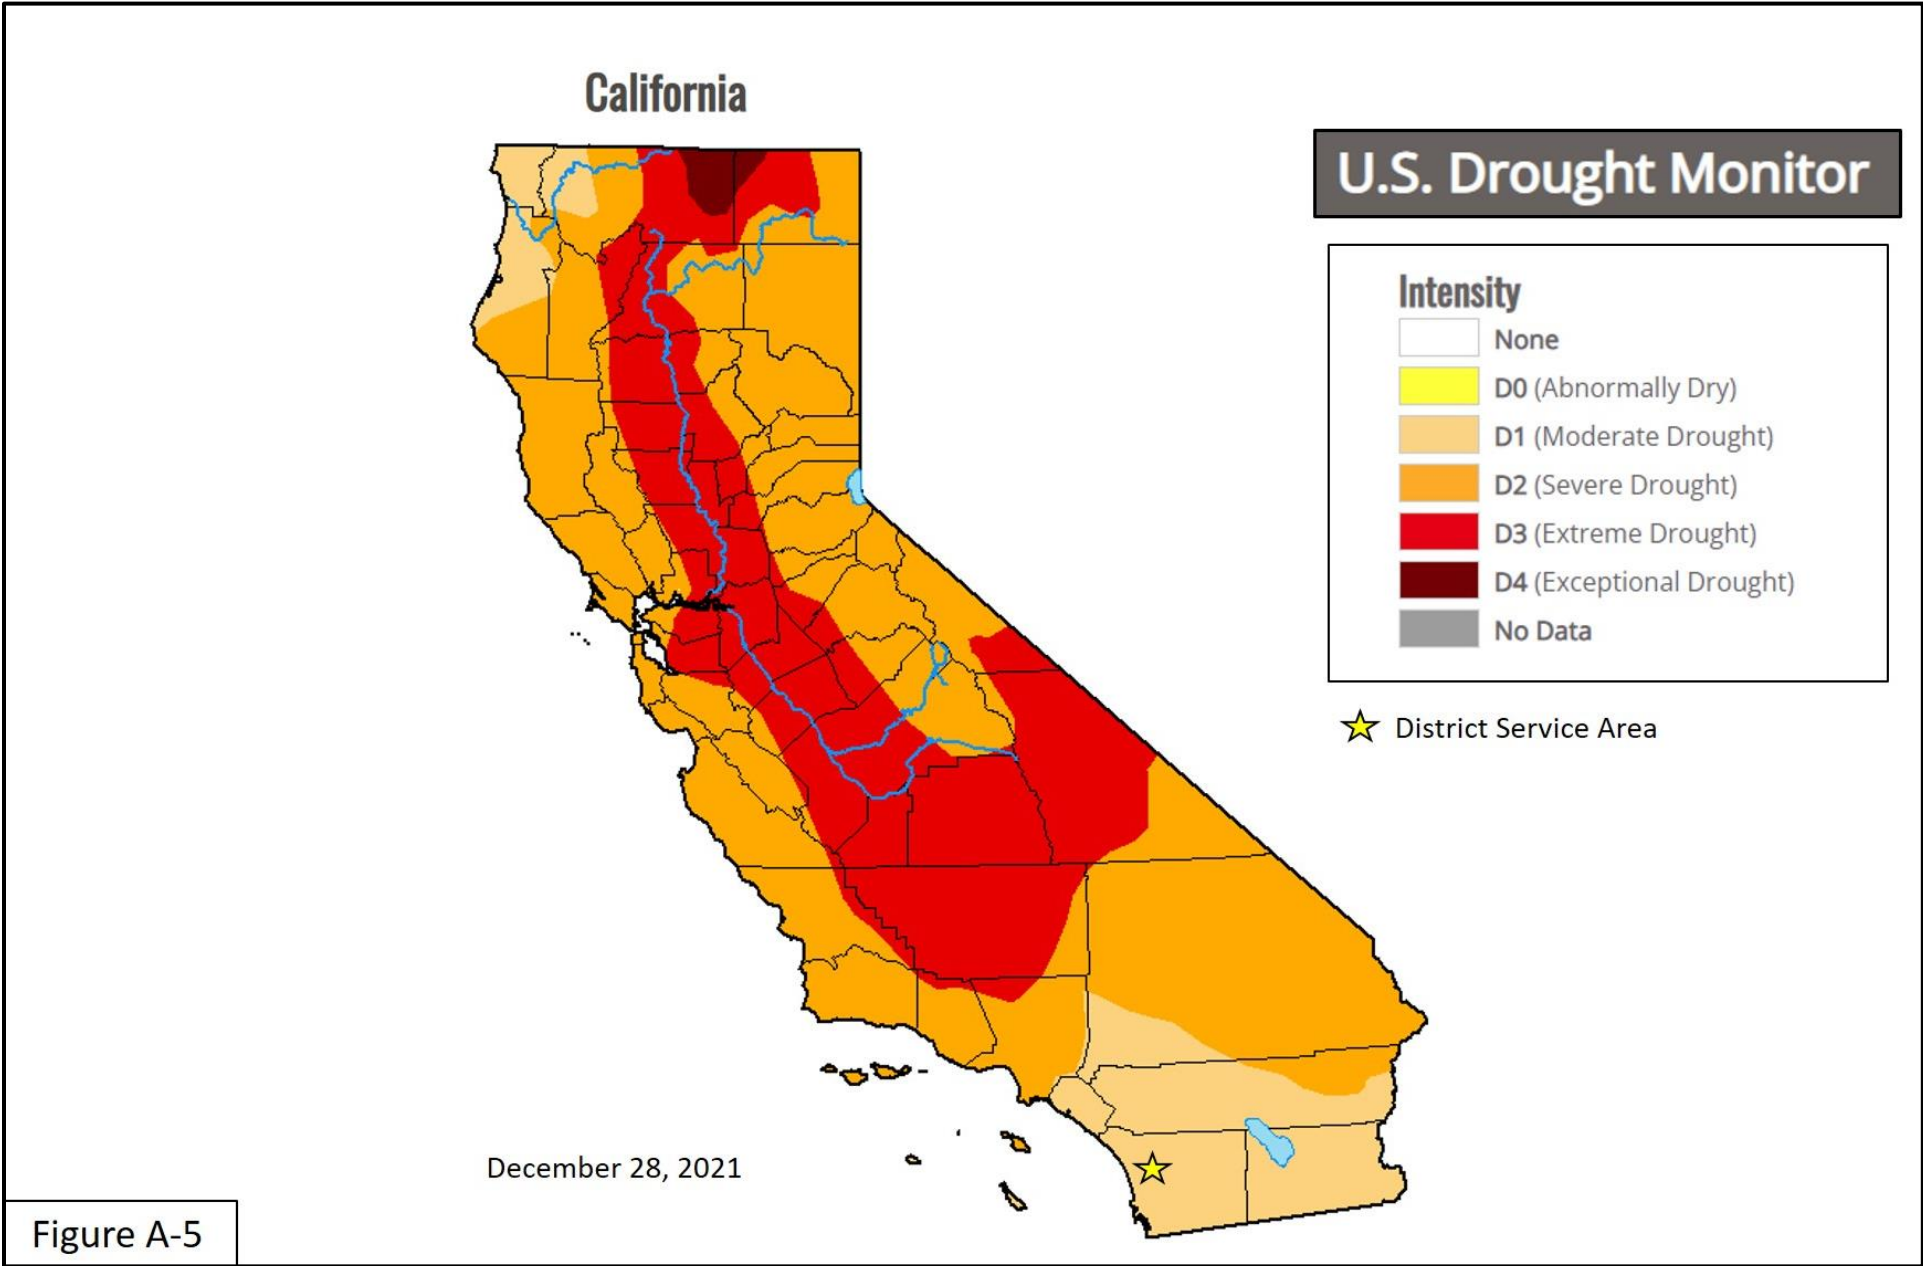 California
U.S. Drought Monitor
Intensity
None
D0 (Abnormally Dry)
D1 (Moderate Drought)
D2 (Severe Drought)
D3 (Extreme Drought)
D4 (Exceptional Drought)
No Data
District Service Area
December 28, 2021
Figure A-5